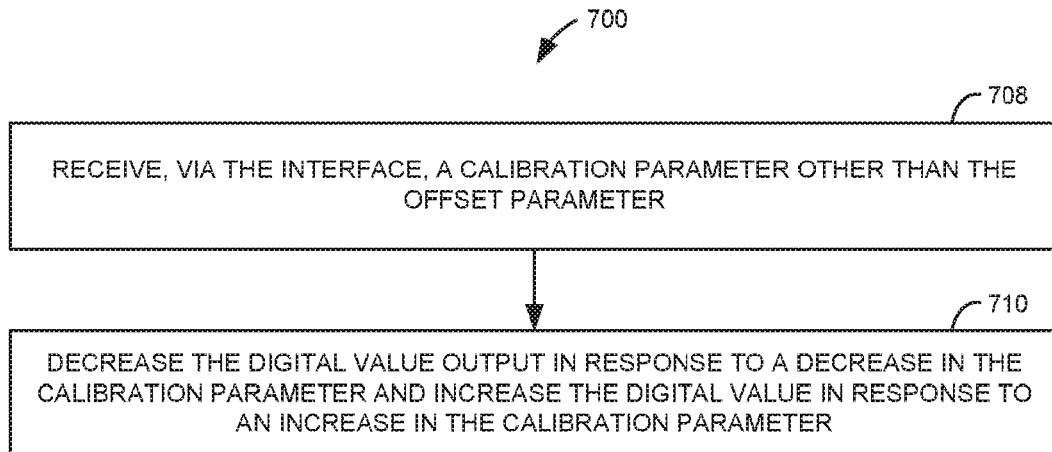 700
708
RECEIVE, VIA THE INTERFACE, A CALIBRATION PARAMETER OTHER THAN THE
OFFSET PARAMETER
710
DECREASE THE DIGITAL VALUE OUTPUT IN RESPONSE TO A DECREASE IN THE
CALIBRATION PARAMETER AND INCREASE THE DIGITAL VALUE IN RESPONSE TO
AN INCREASE IN THE CALIBRATION PARAMETER